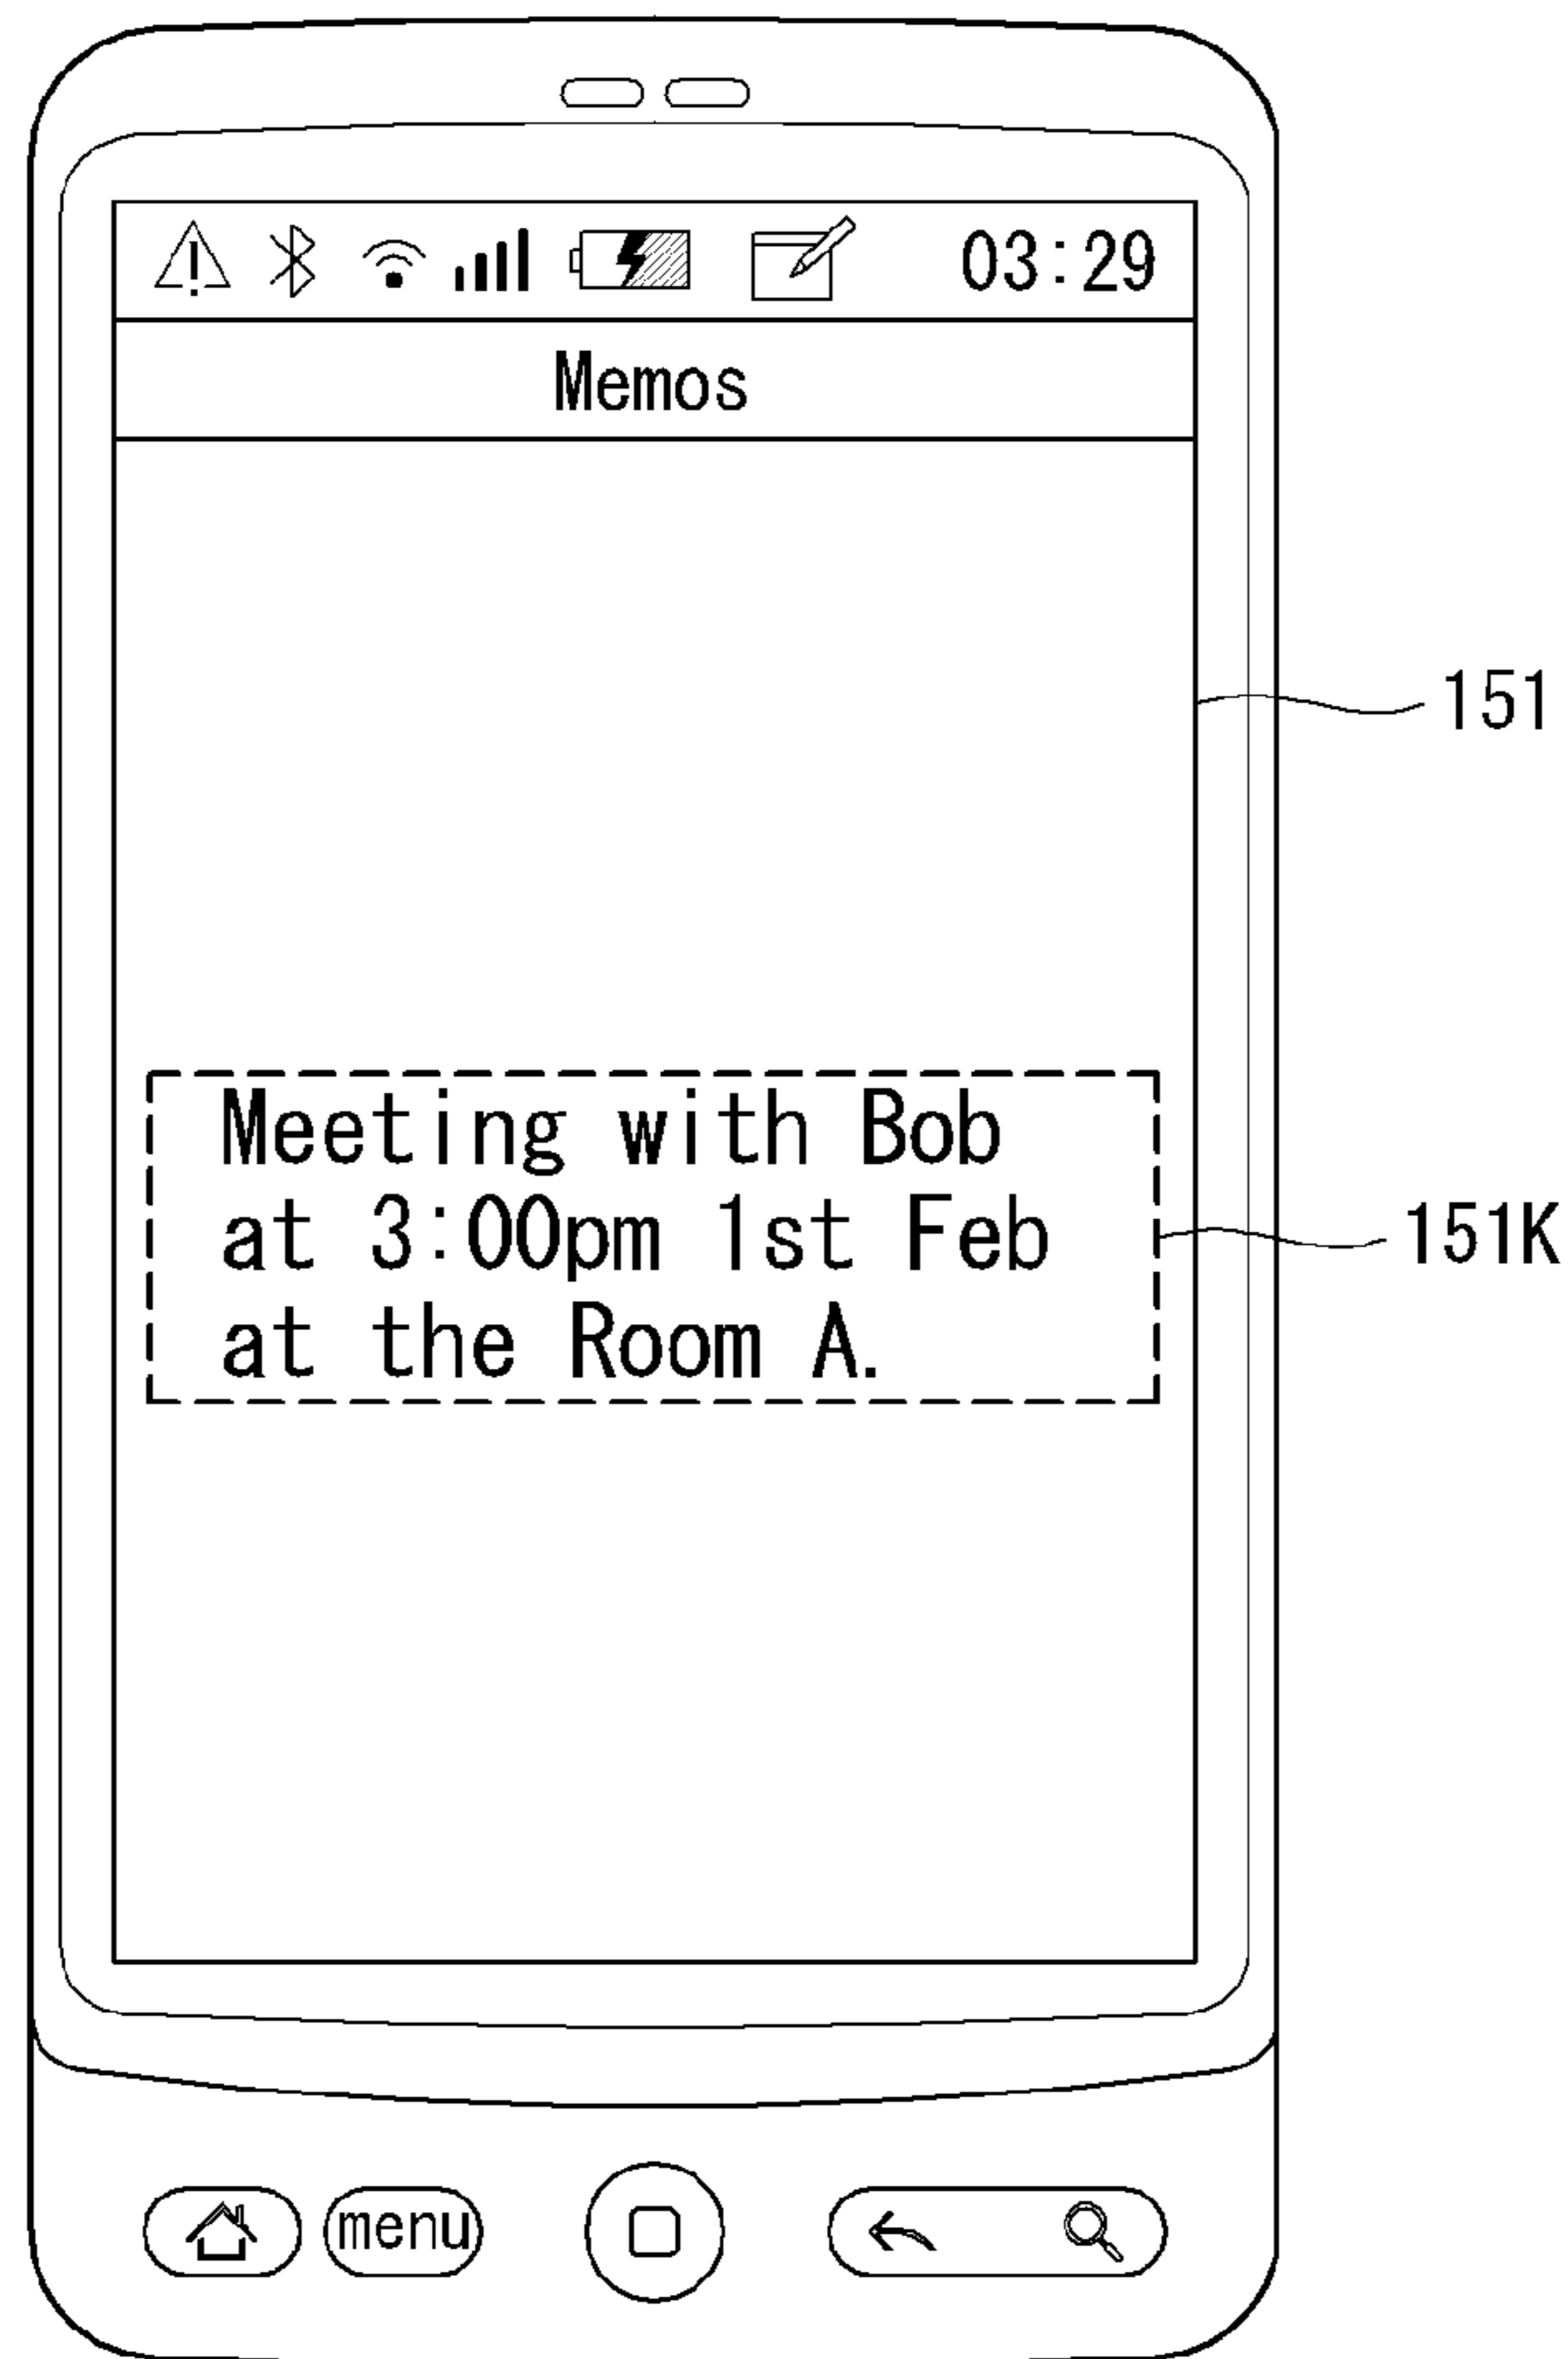 03:29
Memos
151
Meeting with Bob
at 3:00pm 1st Feb
at the Room A.
151K
menu